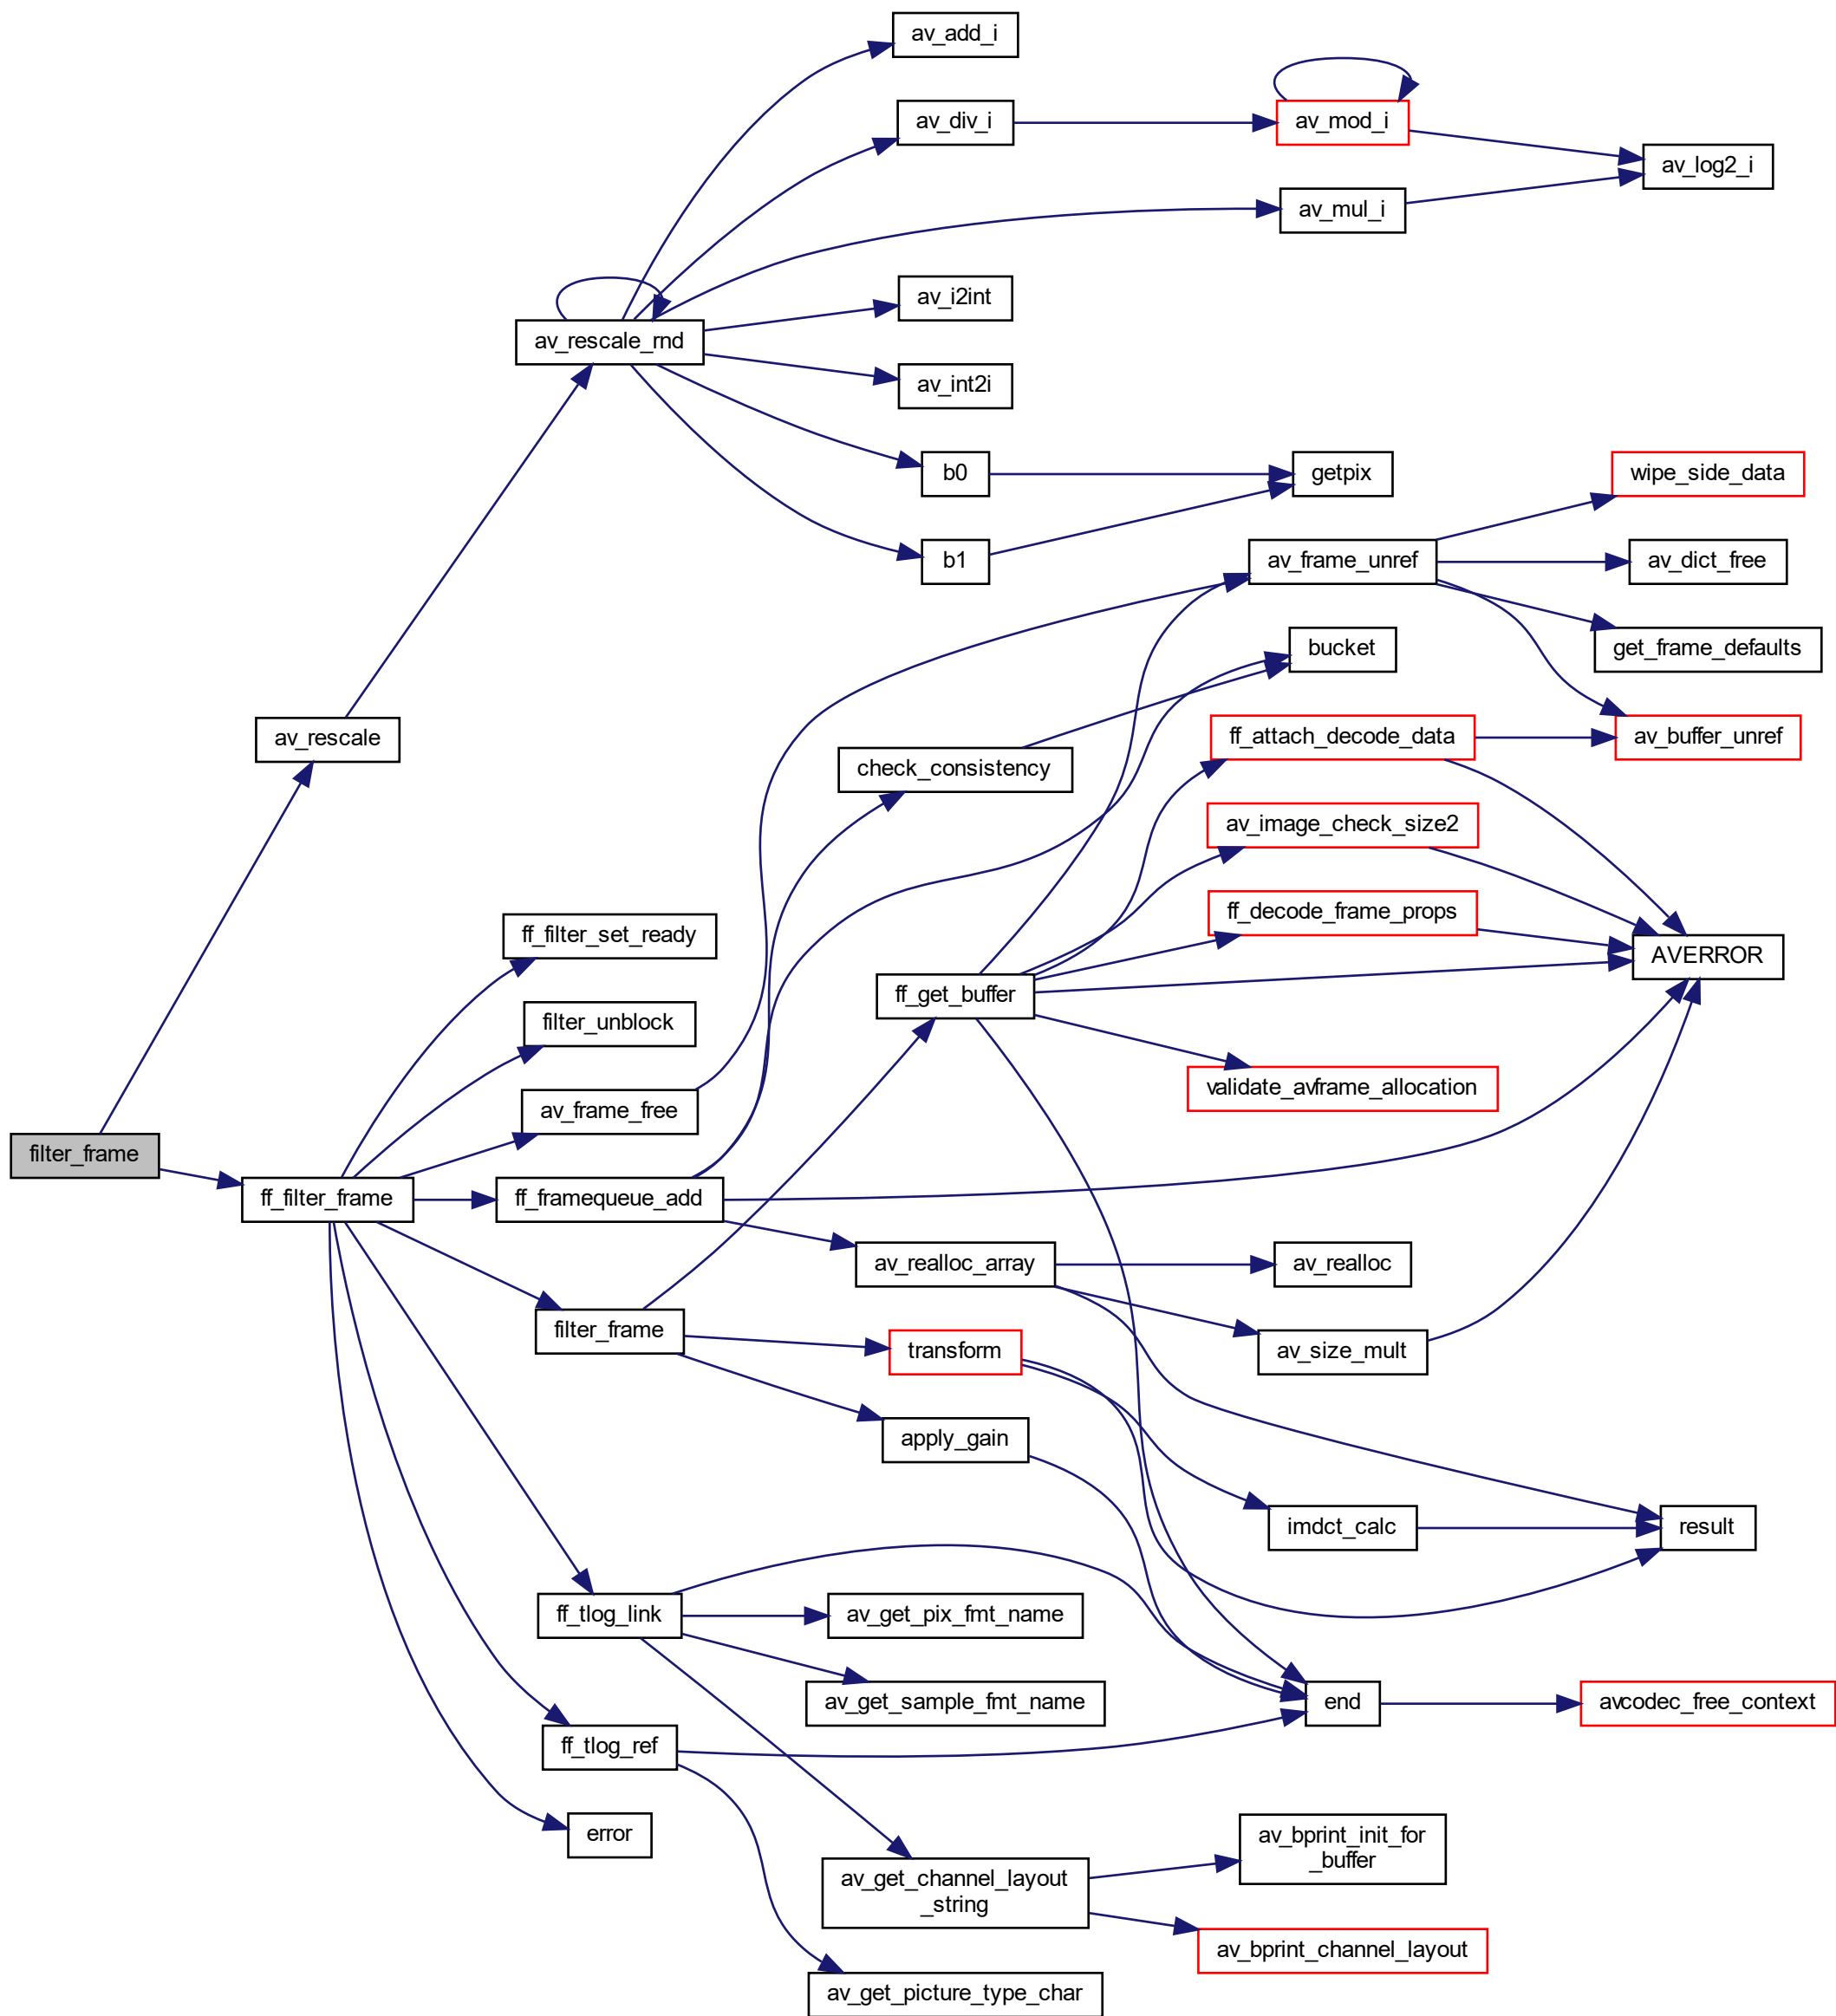 av_add_i
av_div_i
av_mod_i
av_log2_i
av_mul_i
av_i2int
av_rescale_rnd
av_int2i
b0
getpix
wipe_side_data
b1
av_frame_unref
av_dict_free
bucket
get_frame_defaults
av_rescale
check_consistency
ff_attach_decode_data
av_buffer_unref
av_image_check_size2
ff_decode_frame_props
ff_filter_set_ready
AVERROR
ff_get_buffer
filter_unblock
validate_avframe_allocation
av_frame_free
filter_frame
ff_filter_frame
ff_framequeue_add
av_realloc_array
av_realloc
filter_frame
transform
av_size_mult
apply_gain
imdct_calc
result
ff_tlog_link
av_get_pix_fmt_name
av_get_sample_fmt_name
end
avcodec_free_context
ff_tlog_ref
error
av_bprint_init_for
_buffer
av_get_channel_layout
_string
av_bprint_channel_layout
av_get_picture_type_char